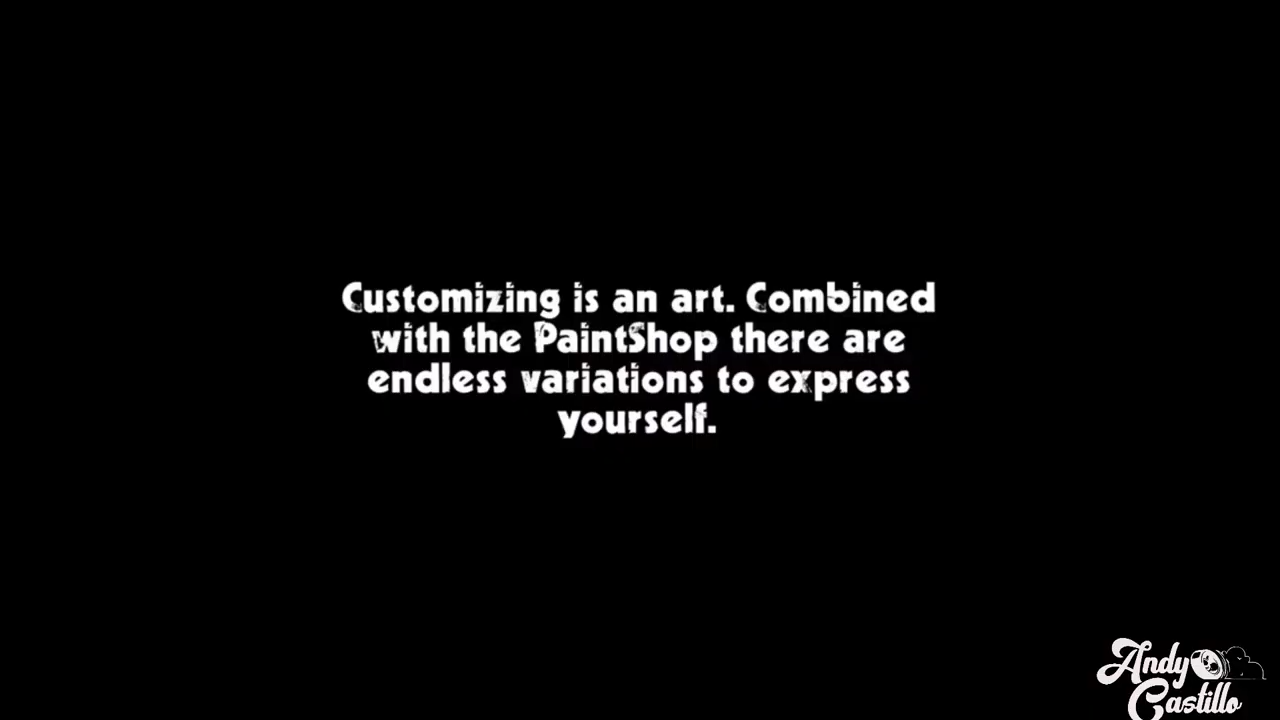 Customizing is an art. Combined
with the PaintShop there are
endless variations to express
yourself.
Andy
Castillo